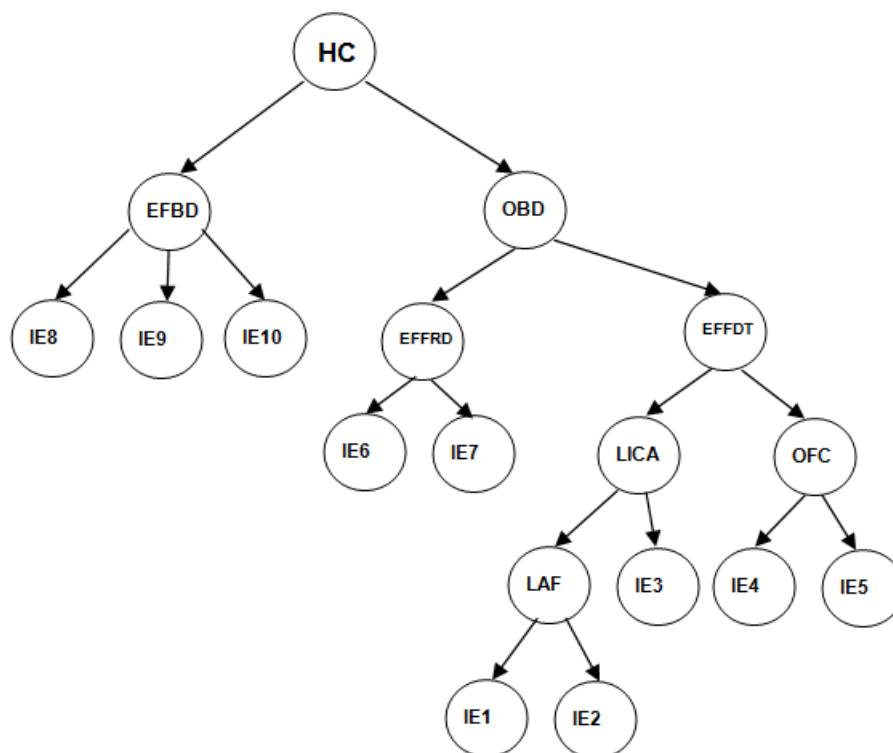 HC
EFBD
OBD
IE8
IE9
IE10
EFFRD
EFFDT
IE6
IE7
LICA
OFC
LAF
IE3
IE4
IE5
IE1
IE2